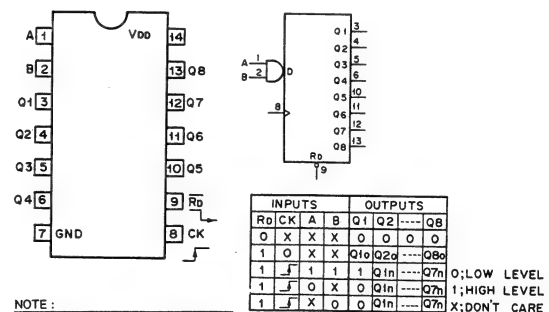 A 1 VDD 14
B 2 13 Q8
Q1 3 12 Q7
Q2 4 11 Q6
Q3 5 10 Q5
Q4 6 9 RD
7 GND 8 CK
Q1 3
Q2 4
A 1 Q3 5
B 2 D Q4 6
Q5 10
8 Q6 11
Q7 12
Q8 13
RD
9
INPUTS OUTPUTS
RD CK A B Q1 Q2 ---- Q8
0 X X X 0 0 0 0
1 0 X X Q1o Q2o ---- Q8o
1 1 1 1 Q1n ---- Q7n 0;LOW LEVEL
1 0 X 0 Q1n ---- Q7n 1;HIGH LEVEL
1 X 0 0 Q1n ---- Q7n X;DON'T CARE
NOTE :